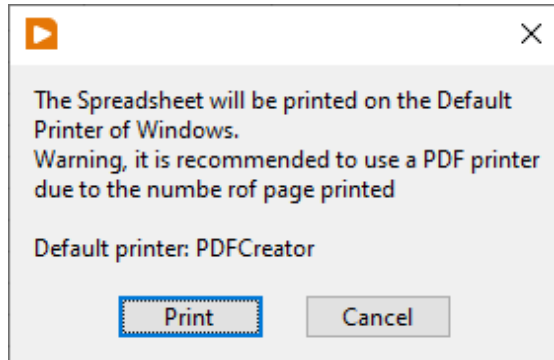 The Spreadsheet will be printed on the Default
Printer of Windows.
Warning, it is recommended to use a PDF printer
due to the numbe rof page printed
Default printer: PDFCreator
Print
Cancel